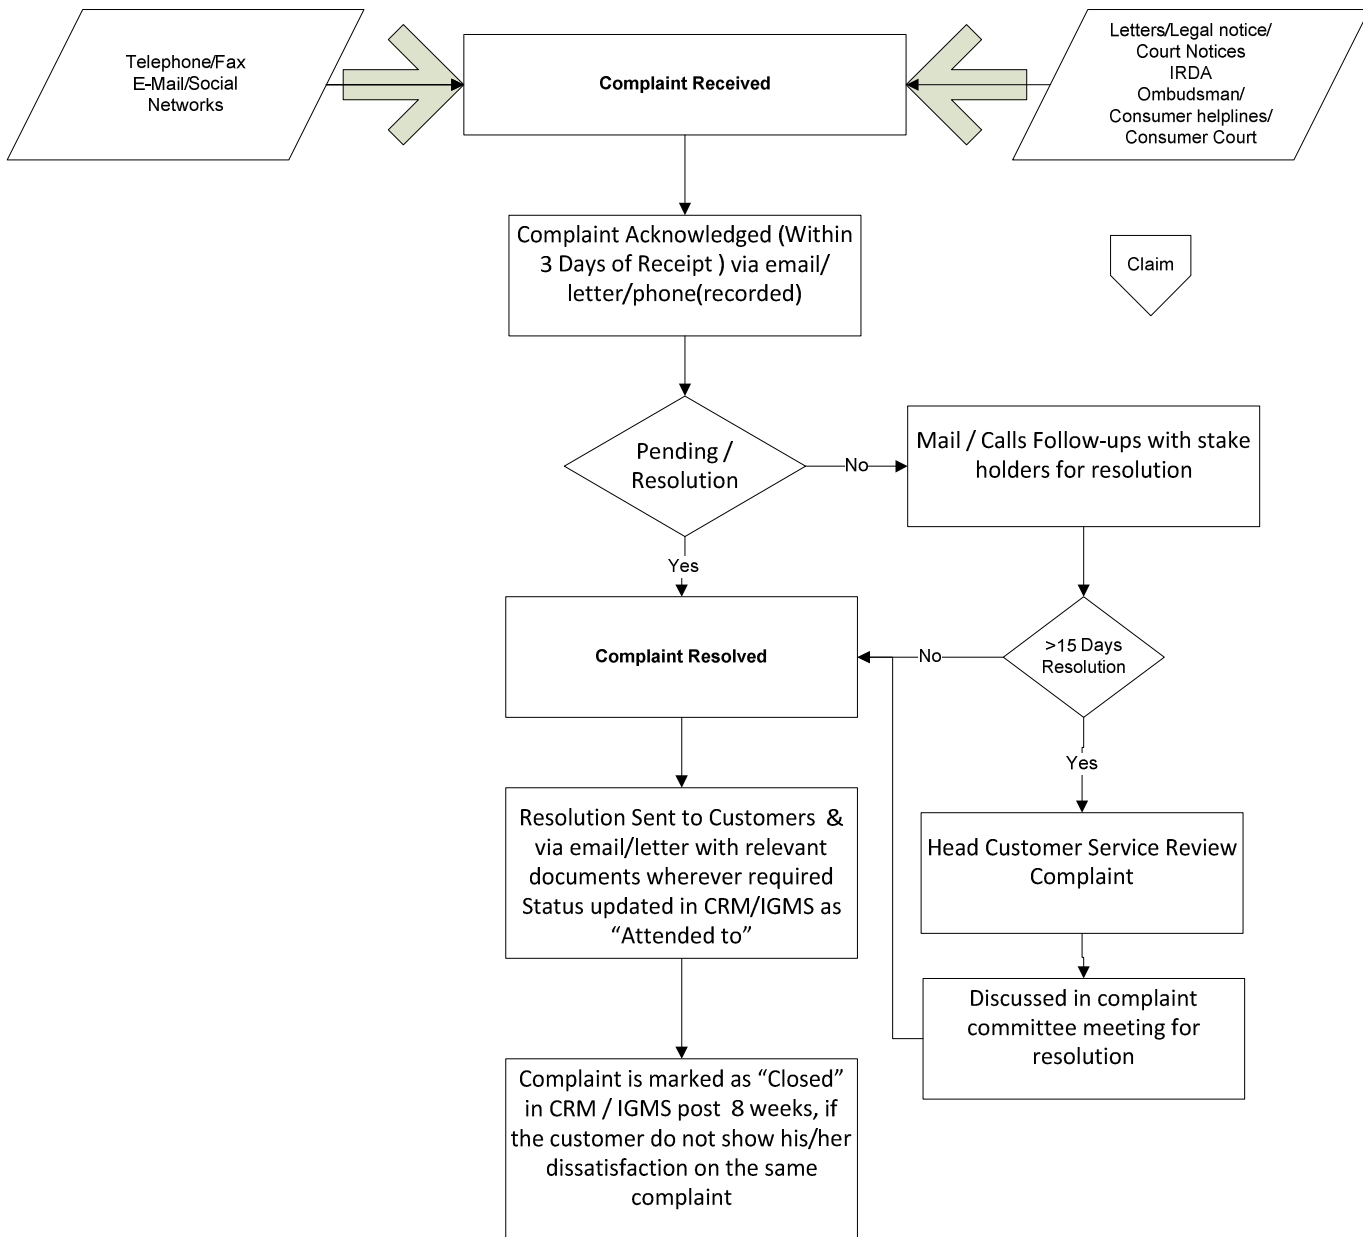 Telephone/Fax
E-Mail/Social
Networks
Complaint Received
Letters/Legal notice/
Court Notices
IRDA
Ombudsman/
Consumer helplines/
Consumer Court
Complaint Acknowledged (Within
3 Days of Receipt ) via email/
letter/phone(recorded)
Claim
Pending /
Resolution
No
Mail / Calls Follow-ups with stake
holders for resolution
Yes
Complaint Resolved
No
>15 Days
Resolution
Yes
Resolution Sent to Customers &
via email/letter with relevant
documents wherever required
Status updated in CRM/IGMS as
“Attended to”
Head Customer Service Review
Complaint
Discussed in complaint
committee meeting for
resolution
Complaint is marked as “Closed”
in CRM / IGMS post 8 weeks, if
the customer do not show his/her
dissatisfaction on the same
complaint